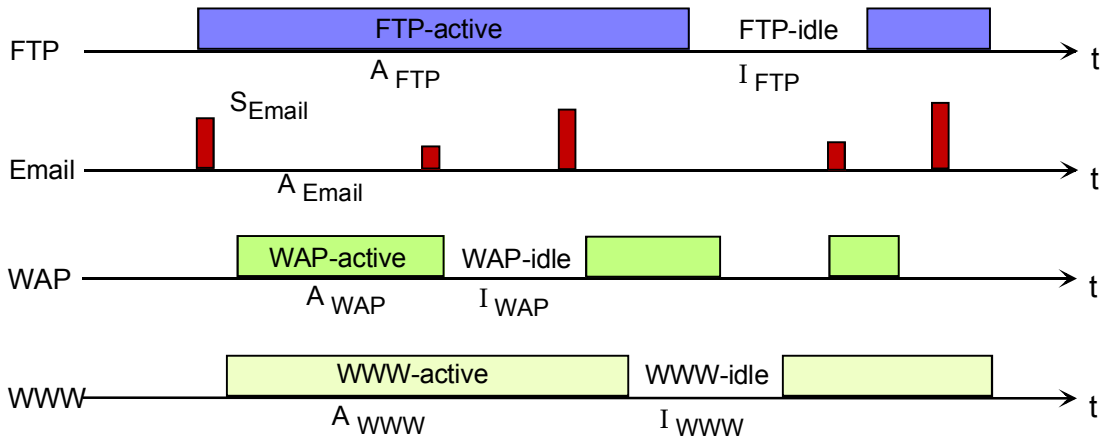 FTP-active FTP-idle
FTP t
A FTP I FTP
S Email
Email t
A Email
WAP-active WAP-idle
WAP t
A WAP I WAP
WWW-active WWW-idle
WWW t
A WWW I WWW